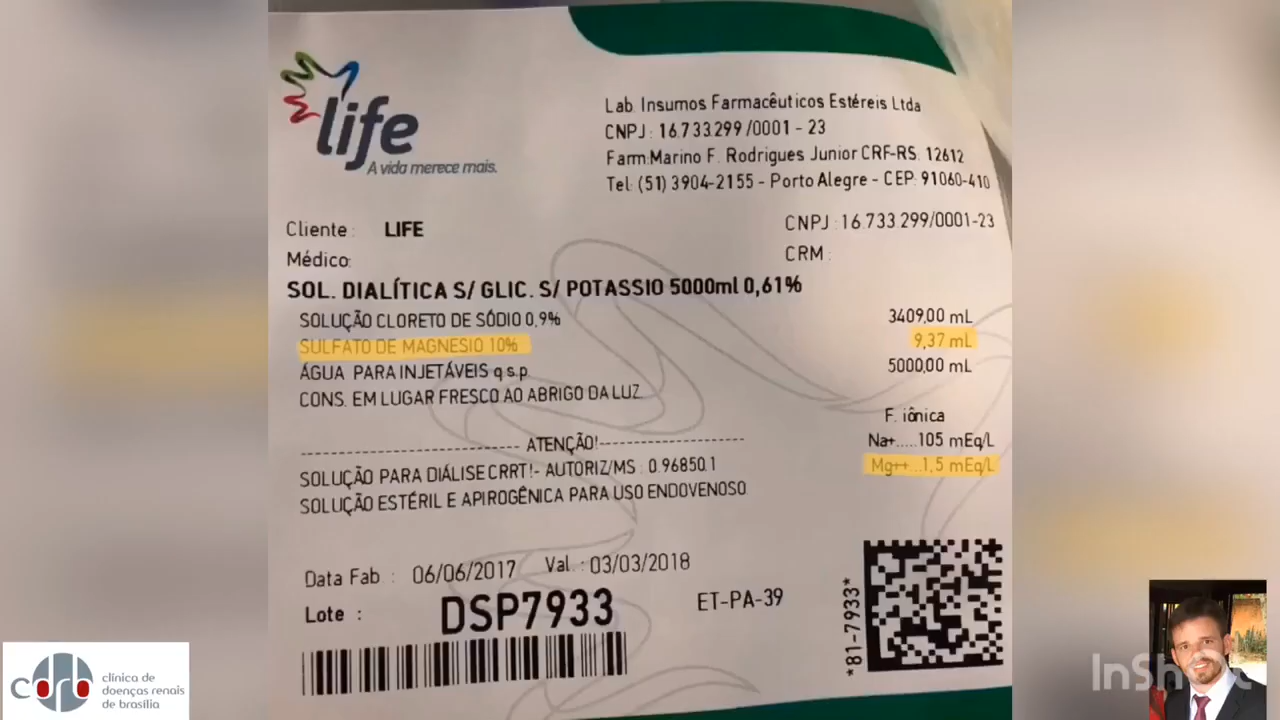 life
A vida merece mais.
Lab. Insumos Farmacêuticos Estéreis Ltda
CNPJ : 16.733.299 /0001 - 23
Farm:Marino F. Rodrigues Junior CRF-RS. 12612
Tel: (51) 3904-2155 - Porto Alegre - CEP: 91060-410
Cliente : LIFE
CNPJ : 16.733.299/0001-23
Médico:
CRM :
SOL. DIALÍTICA S/ GLIC. S/ POTASSIO 5000ml 0,61%
SOLUÇÃO CLORETO DE SÓDIO 0,9% 3409,00 mL
SULFATO DE MAGNESIO 10% 9,37 mL
ÁGUA PARA INJETÁVEIS q.s.p. 5000,00 mL
CONS. EM LUGAR FRESCO AO ABRIGO DA LUZ.
F. iônica
---------------------- ATENÇÃO!----------------------
Na+.....105 mEq/L
SOLUÇÃO PARA DIÁLISE CRRT!- AUTORIZ/MS : 0.96850.1
Mg++...1,5 mEq/L
SOLUÇÃO ESTÉRIL E APIROGÊNICA PARA USO ENDOVENOSO
Data Fab : 06/06/2017 Val. : 03/03/2018
Lote : DSP7933
ET-PA-39
*81-7933*
cdrb
clínica de
doenças renais
de brasília
InShot